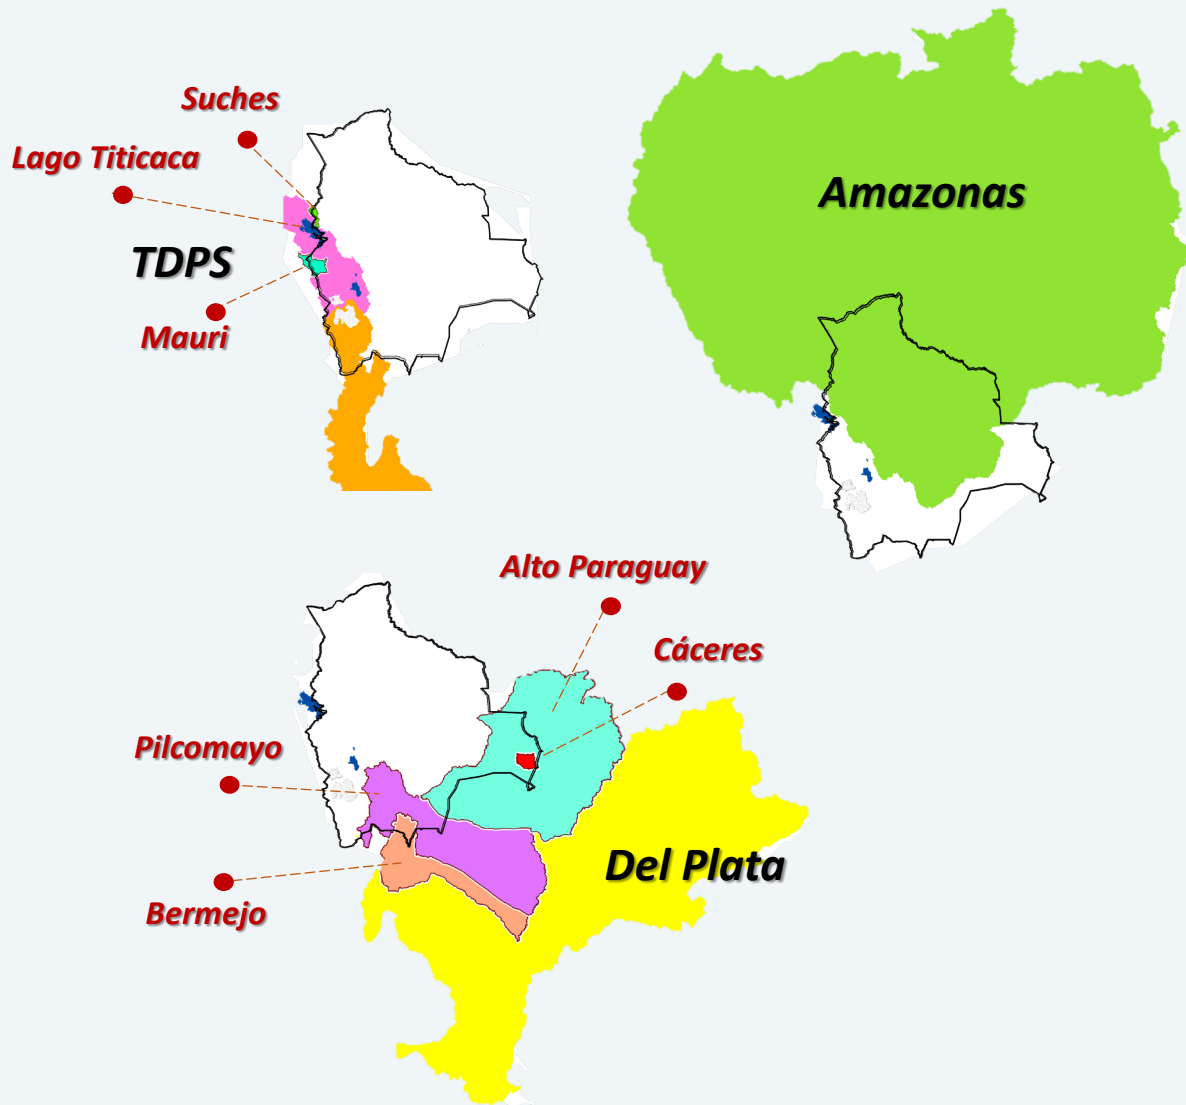 Suches
Lago Titicaca
TDPS
Mauri
Amazonas
Alto Paraguay
Cáceres
Pilcomayo
Del Plata
Bermejo